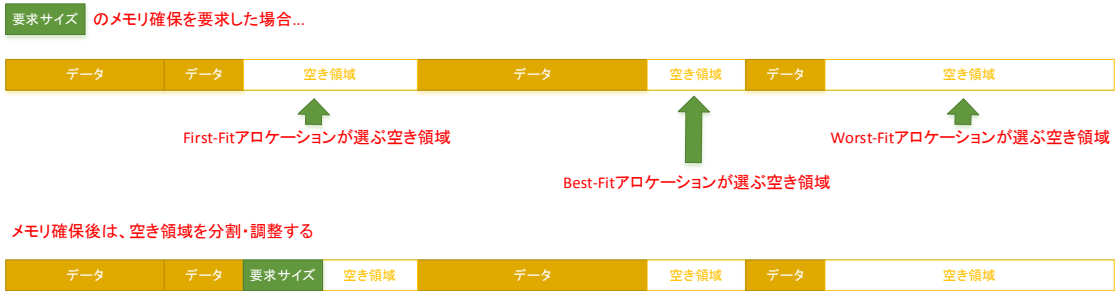 要求サイズ のメモリ確保を要求した場合...
データ データ 空き領域 データ 空き領域 データ 空き領域
First-Fitアロケーションが選ぶ空き領域 Worst-Fitアロケーションが選ぶ空き領域
Best-Fitアロケーションが選ぶ空き領域
メモリ確保後は、空き領域を分割・調整する
データ データ 要求サイズ 空き領域 データ 空き領域 データ 空き領域